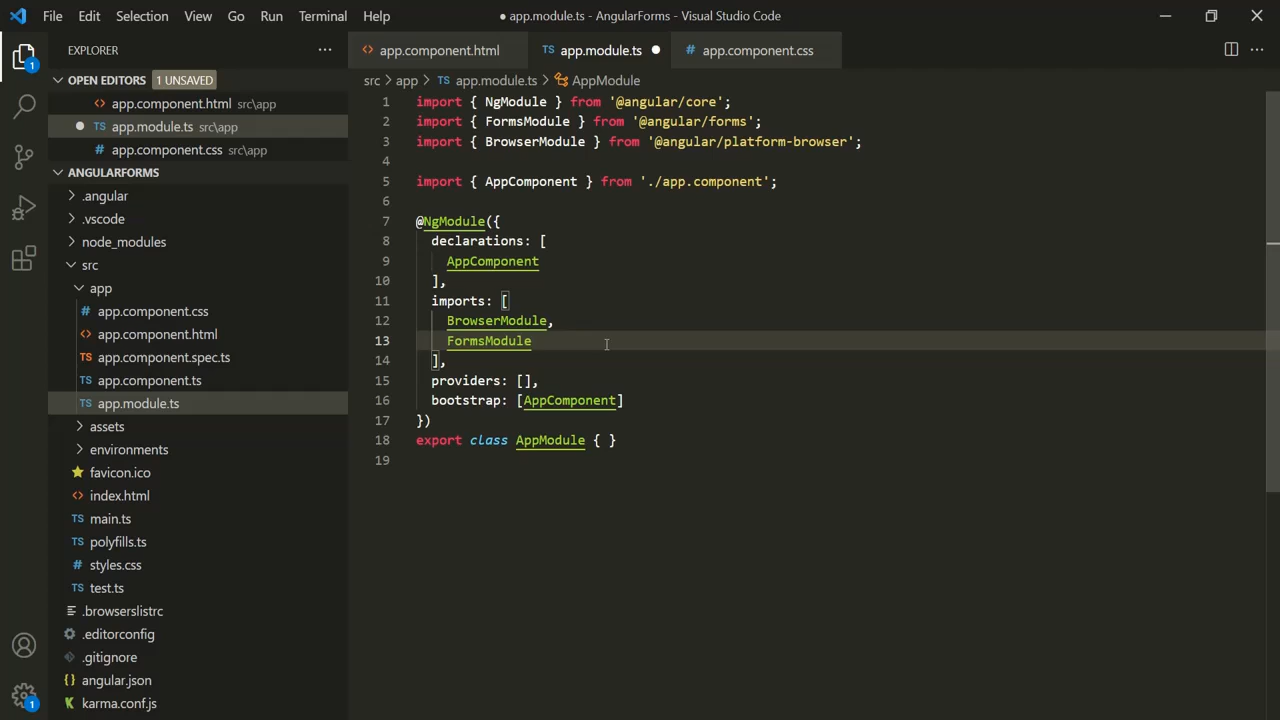 File Edit Selection View Go Run Terminal Help
● app.module.ts - AngularForms - Visual Studio Code
EXPLORER
OPEN EDITORS 1 UNSAVED
app.component.html src\app
app.module.ts src\app
app.component.css src\app
ANGULARFORMS
.angular
.vscode
node_modules
src
app
app.component.css
app.component.html
app.component.spec.ts
app.component.ts
app.module.ts
assets
environments
favicon.ico
index.html
main.ts
polyfills.ts
styles.css
test.ts
.browserslistrc
.editorconfig
.gitignore
angular.json
karma.conf.js
1
1
app.component.html TS app.module.ts ● # app.component.css
src > app > TS app.module.ts > AppModule
1 import { NgModule } from '@angular/core';
2 import { FormsModule } from '@angular/forms';
3 import { BrowserModule } from '@angular/platform-browser';
4
5 import { AppComponent } from './app.component';
6
7 @NgModule({
8 declarations: [
9 AppComponent
10 ],
11 imports: [
12 BrowserModule,
13 FormsModule
14 ],
15 providers: [],
16 bootstrap: [AppComponent]
17 })
18 export class AppModule { }
19